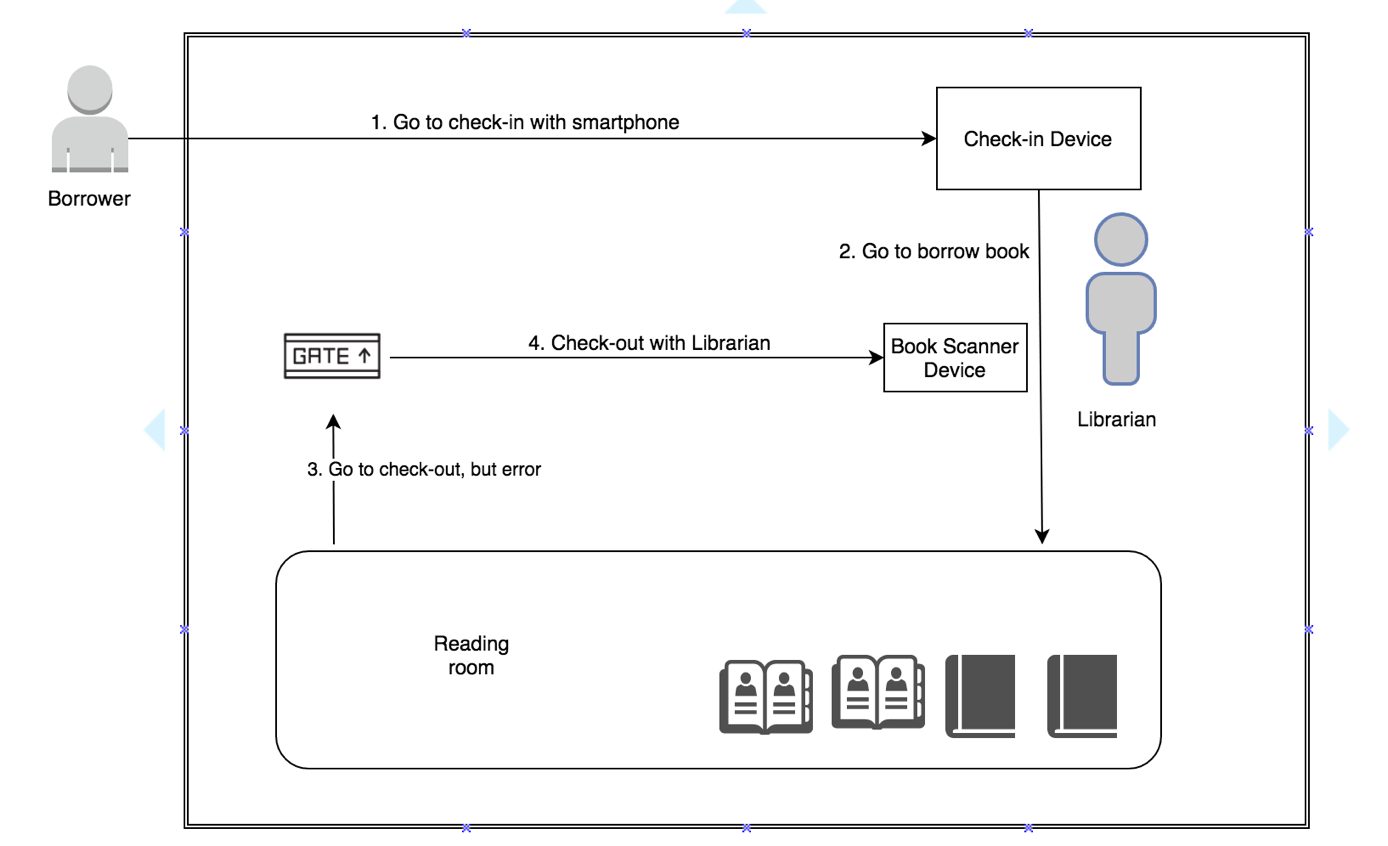 1. Go to check-in with smartphone
Check-in Device
Borrower
2. Go to borrow book
GATE ↑
4. Check-out with Librarian
Book Scanner
Device
Librarian
3. Go to check-out, but error
Reading
room